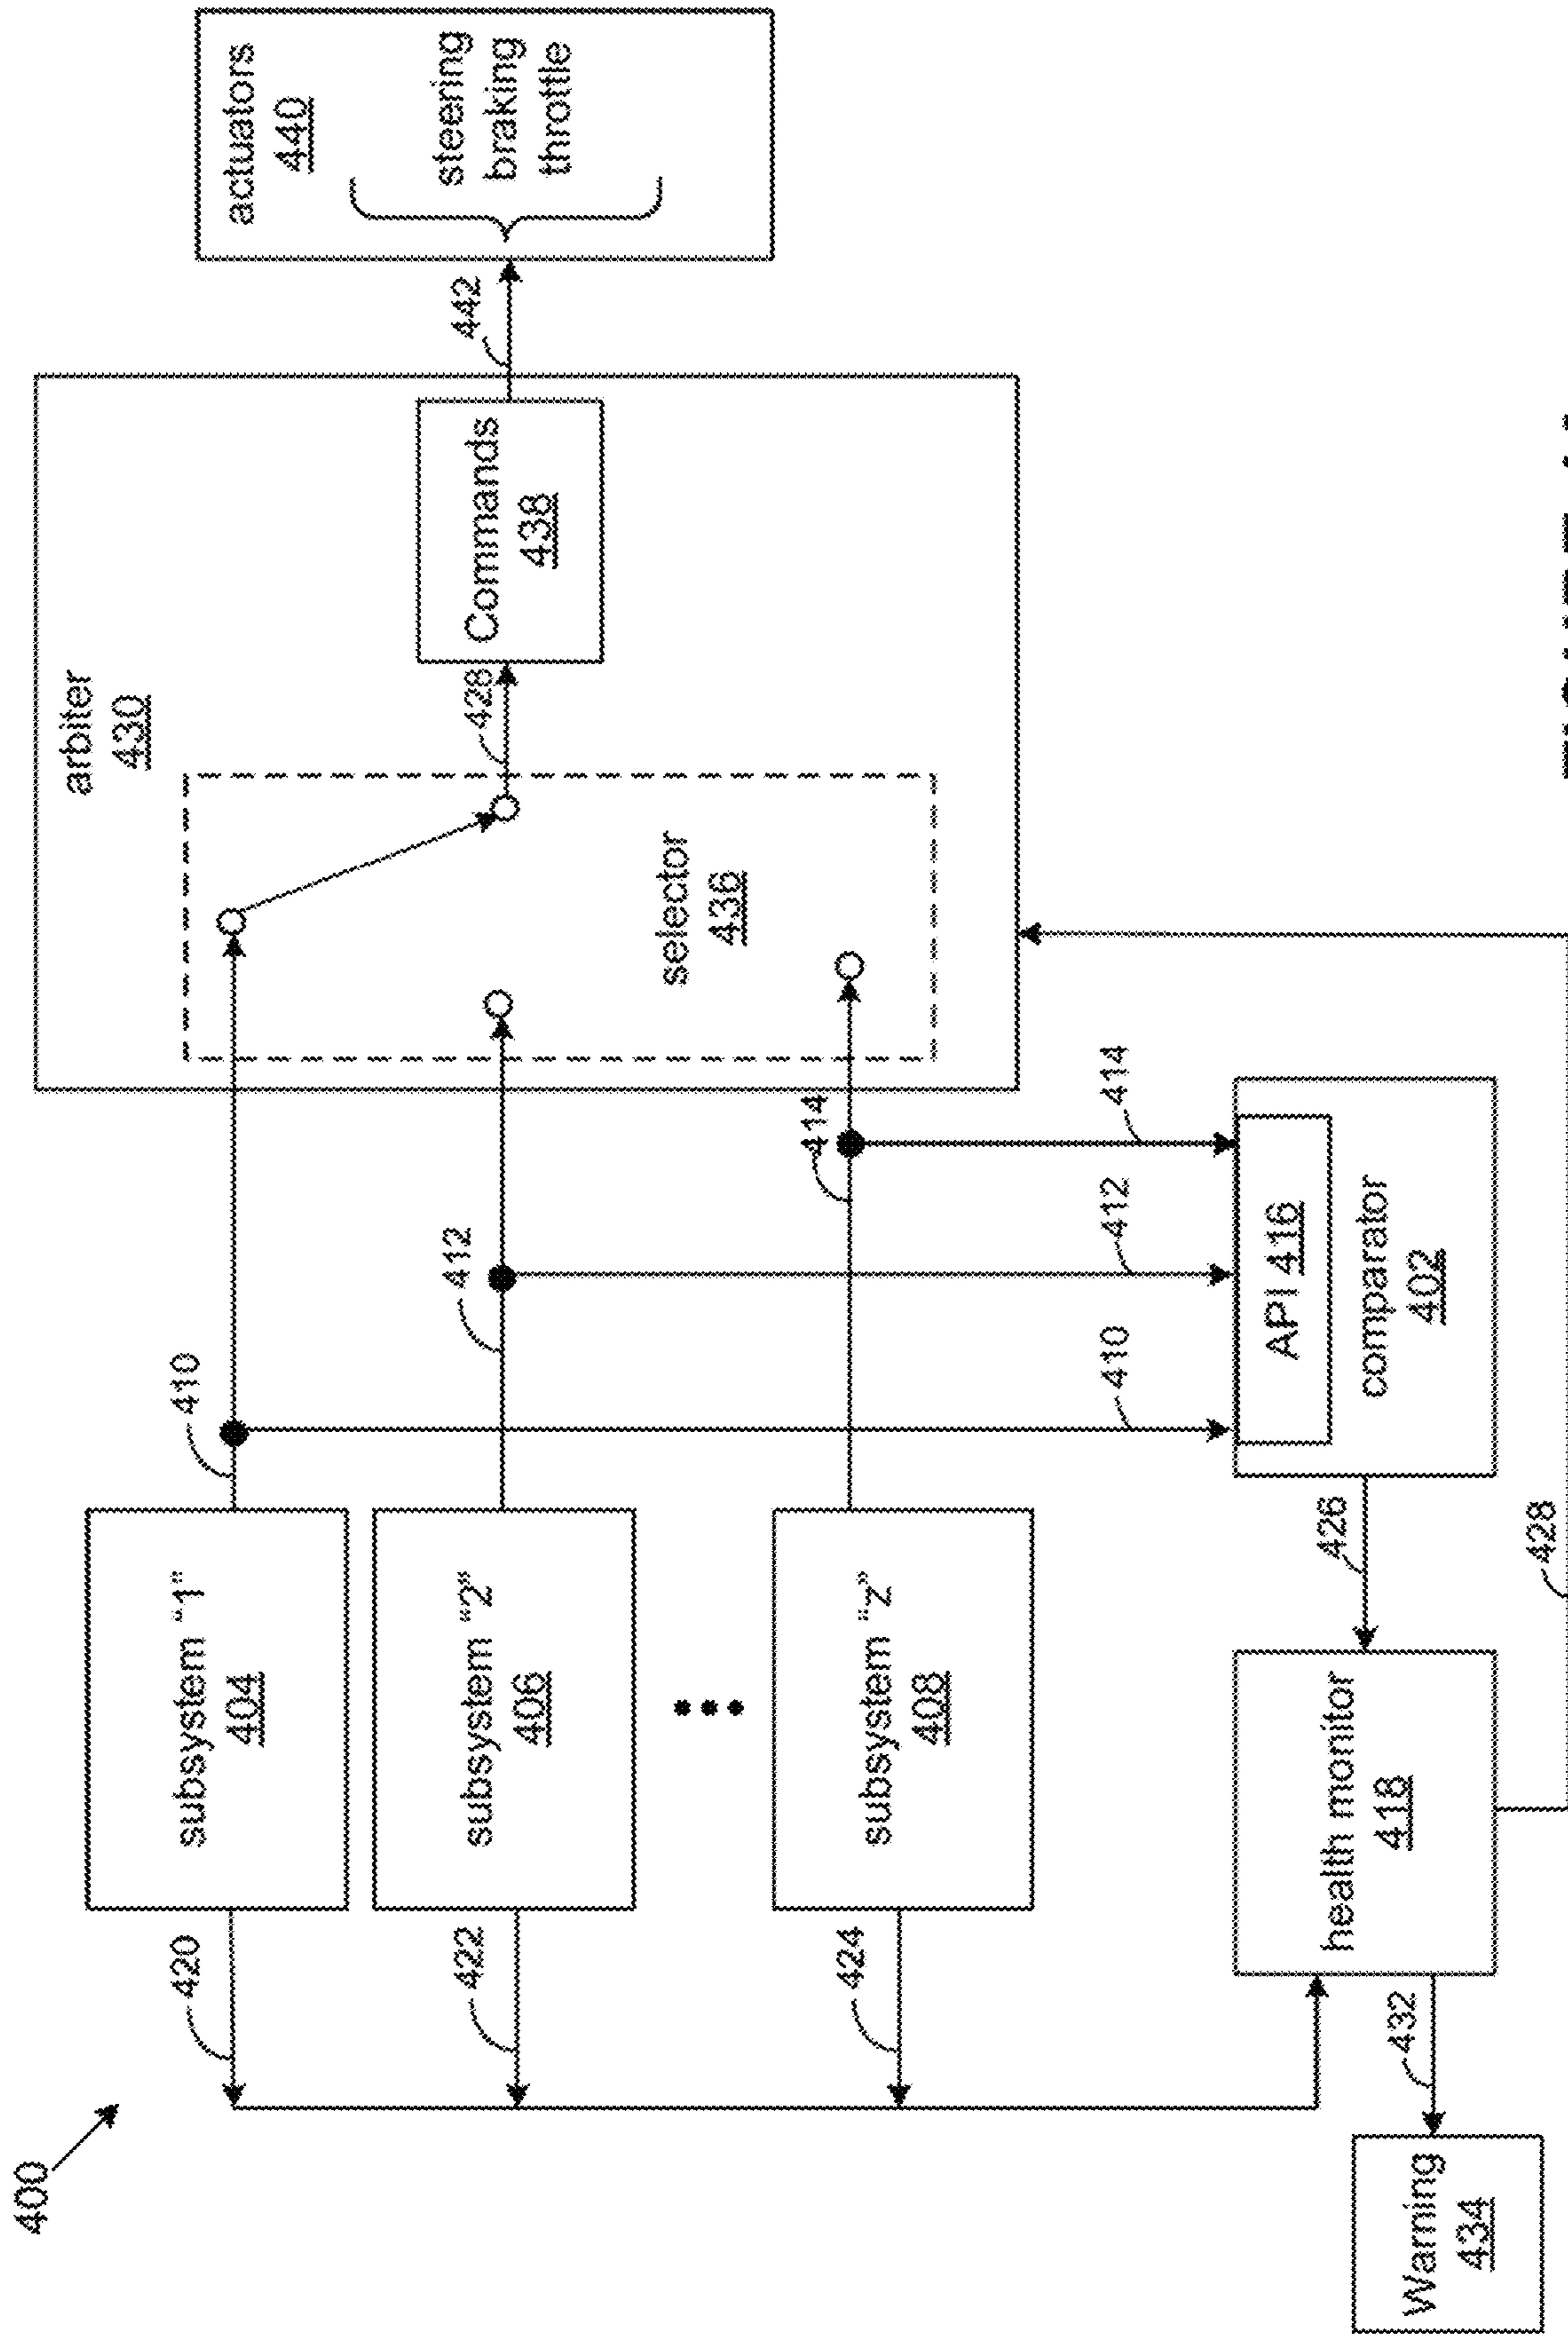 400
420
subsystem "1"
404
410
arbiter
430
actuators
440
steering
braking
throttle
422
subsystem "2"
406
412
428
Commands
438
442
selector
436
424
subsystem "z"
408
414
410
412
414
432
health monitor
418
426
API 416
comparator
402
Warning
434
428